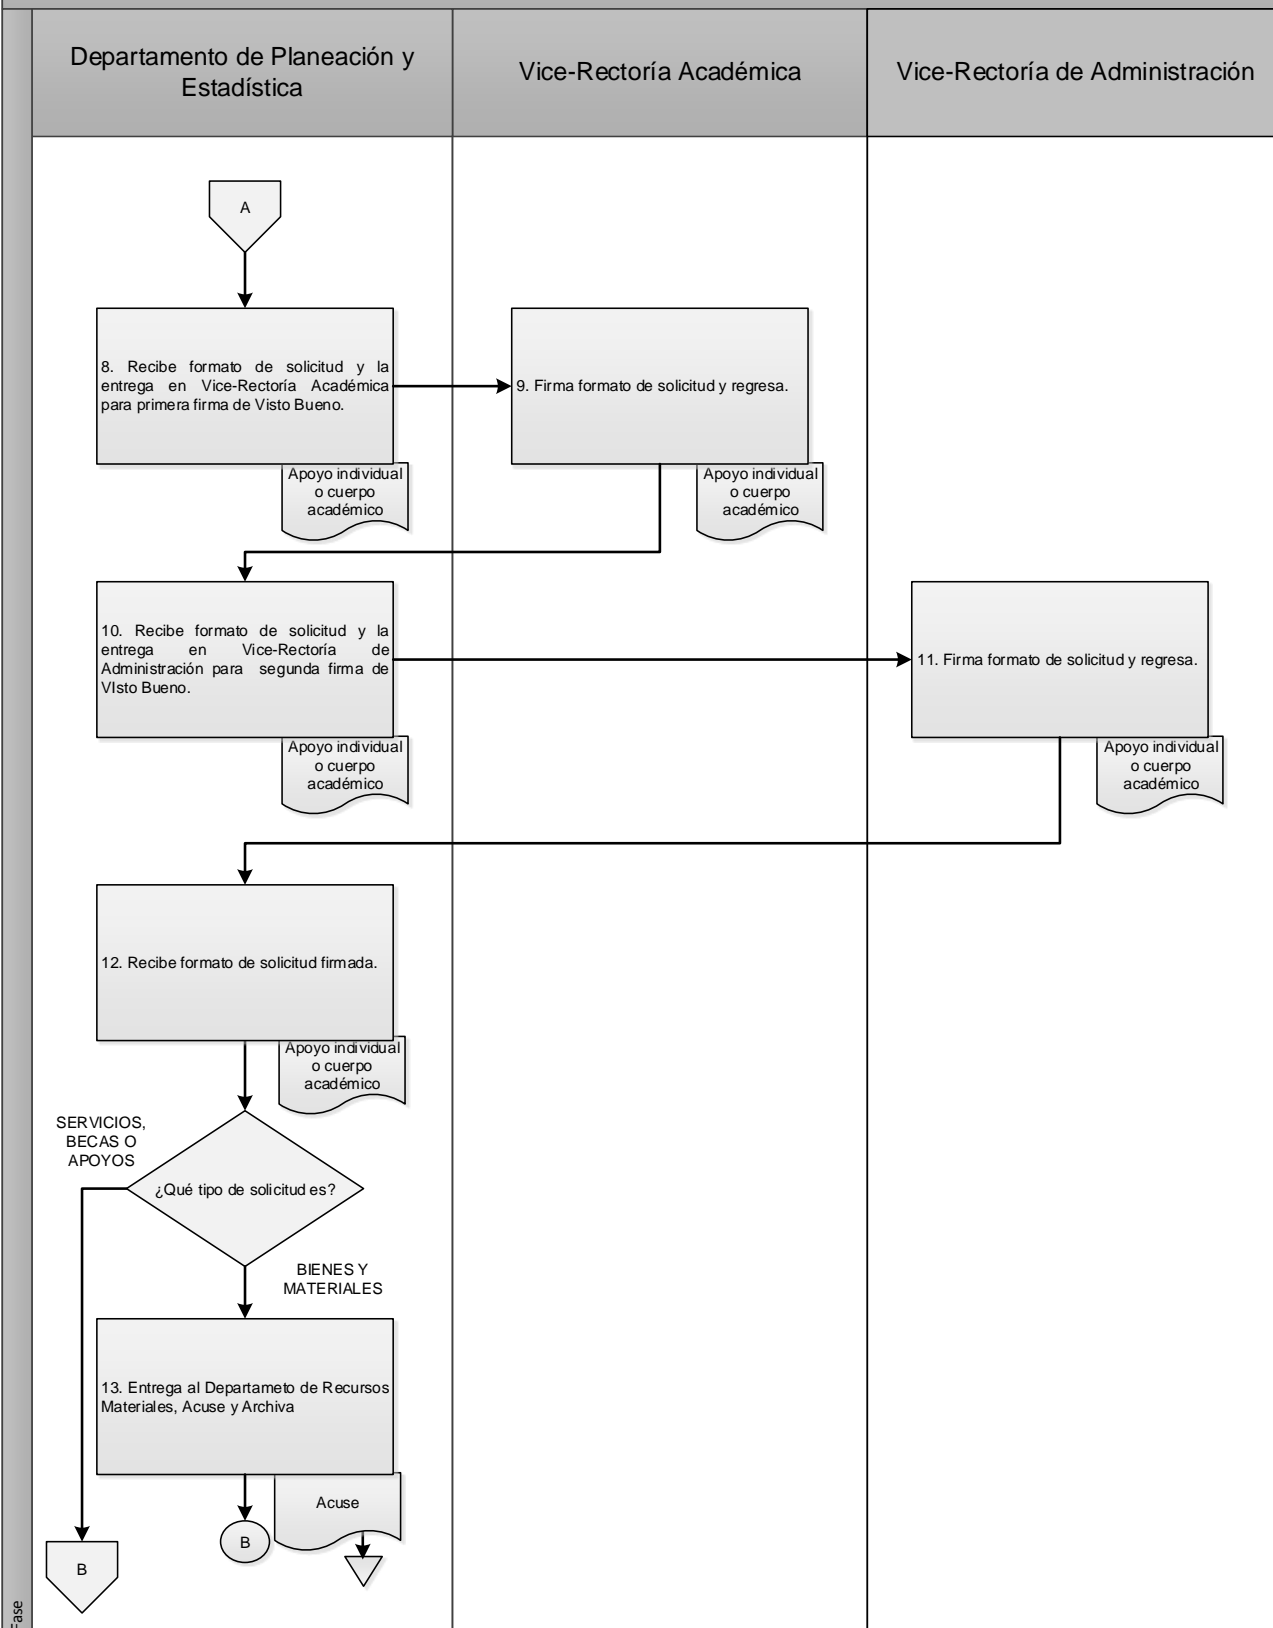 Departamento de Planeación y
Estadística
Vice-Rectoría Académica
Vice-Rectoría de Administración
A
8. Recibe formato de solicitud y la
entrega en Vice-Rectoría Académica
para primera firma de Visto Bueno.
Apoyo individual
o cuerpo
académico
9. Firma formato de solicitud y regresa.
Apoyo individual
o cuerpo
académico
10. Recibe formato de solicitud y la
entrega en Vice-Rectoría de
Administración para segunda firma de
VIsto Bueno.
Apoyo individual
o cuerpo
académico
11. Firma formato de solicitud y regresa.
Apoyo individual
o cuerpo
académico
12. Recibe formato de solicitud firmada.
Apoyo individual
o cuerpo
académico
SERVICIOS,
BECAS O
APOYOS
¿Qué tipo de solicitud es?
BIENES Y
MATERIALES
13. Entrega al Departameto de Recursos
Materiales, Acuse y Archiva
Acuse
B
B
Fase